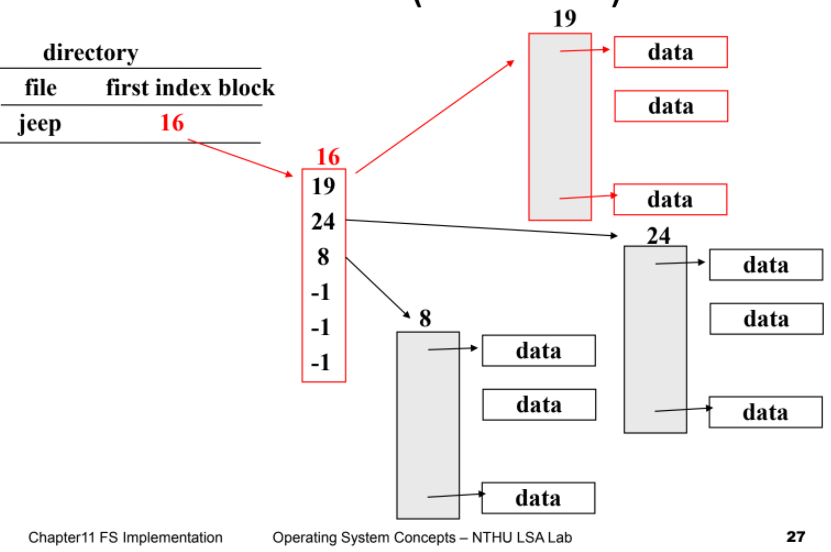 19
directory
file first index block
jeep 16
data
data
data
16
19
24
8
-1
-1
-1
24
data
data
data
8
data
data
data
Chapter11 FS Implementation Operating System Concepts – NTHU LSA Lab 27